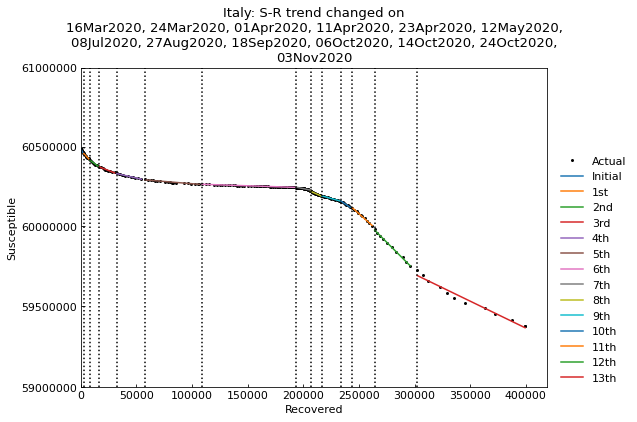 Italy: S-R trend changed on
16Mar2020, 24Mar2020, 01Apr2020, 11Apr2020, 23Apr2020, 12May2020,
08Jul2020, 27Aug2020, 18Sep2020, 06Oct2020, 14Oct2020, 24Oct2020,
03Nov2020
61000000
60500000
60000000
59500000
59000000
Susceptible
0
50000
100000
150000
200000
250000
300000
350000
400000
Recovered
Actual
Initial
1st
2nd
3rd
4th
5th
6th
7th
8th
9th
10th
11th
12th
13th